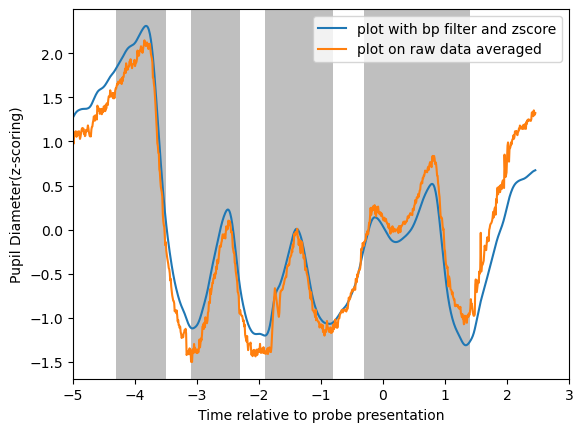 plot with bp filter and zscore
plot on raw data averaged
Pupil Diameter(z-scoring)
2.0
1.5
1.0
0.5
0.0
−0.5
−1.0
−1.5
−5 −4 −3 −2 −1 0 1 2 3
Time relative to probe presentation